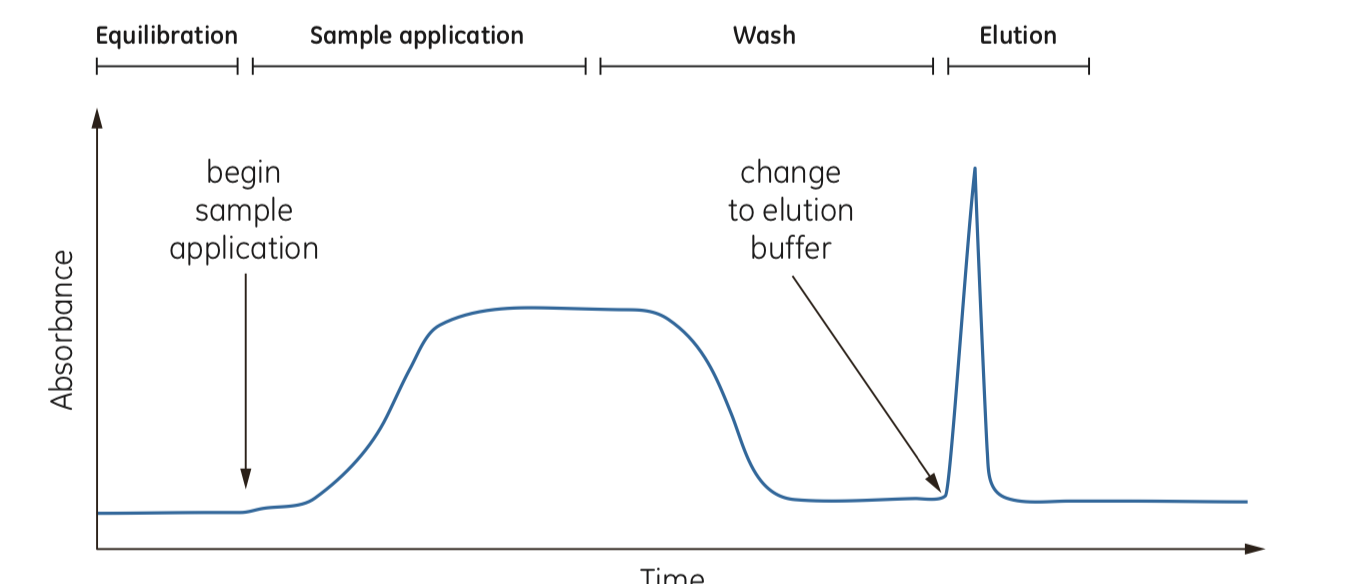 Equilibration
Sample application
Wash
Elution
begin
sample
application
change
to elution
buffer
Absorbance
Time